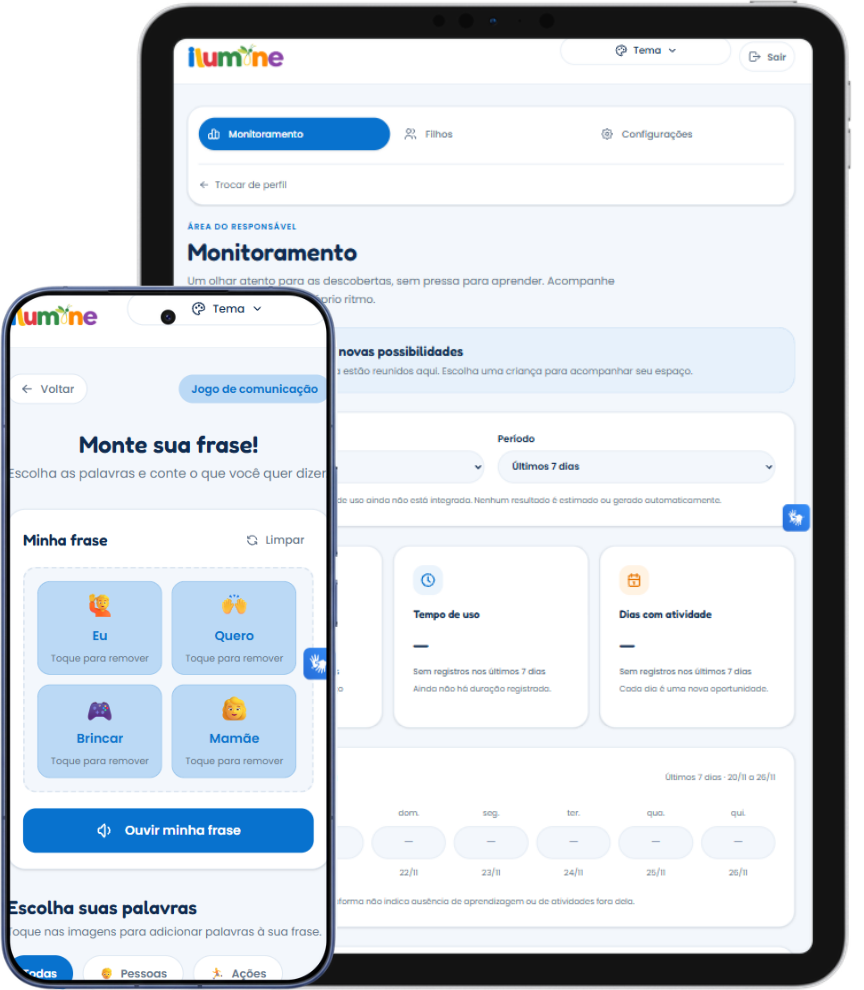 ilumine
Tema
Sair
Monitoramento
Filhos
Configurações
Trocar de perfil
ÁREA DO RESPONSÁVEL
Monitoramento
Um olhar atento para as descobertas, sem pressa para aprender. Acompanhe
prio ritmo.
novas possibilidades
estão reunidos aqui. Escolha uma criança para acompanhar seu espaço.
Período
Últimos 7 dias
de uso ainda não está integrada. Nenhum resultado é estimado ou gerado automaticamente.
Tempo de uso
—
Sem registros nos últimos 7 dias
Ainda não há duração registrada.
Dias com atividade
—
Sem registros nos últimos 7 dias
Cada dia é uma nova oportunidade.
Últimos 7 dias · 20/11 a 26/11
dom. seg. ter. qua. qui.
— — — — —
22/11 23/11 24/11 25/11 26/11
forma não indica ausência de aprendizagem ou de atividades fora dela.
ilumine
Tema
Voltar
Jogo de comunicação
Monte sua frase!
Escolha as palavras e conte o que você quer dizer
Minha frase
Limpar
Eu
Toque para remover
Quero
Toque para remover
Brincar
Toque para remover
Mamãe
Toque para remover
Ouvir minha frase
Escolha suas palavras
Toque nas imagens para adicionar palavras à sua frase.
Todas
Pessoas
Ações